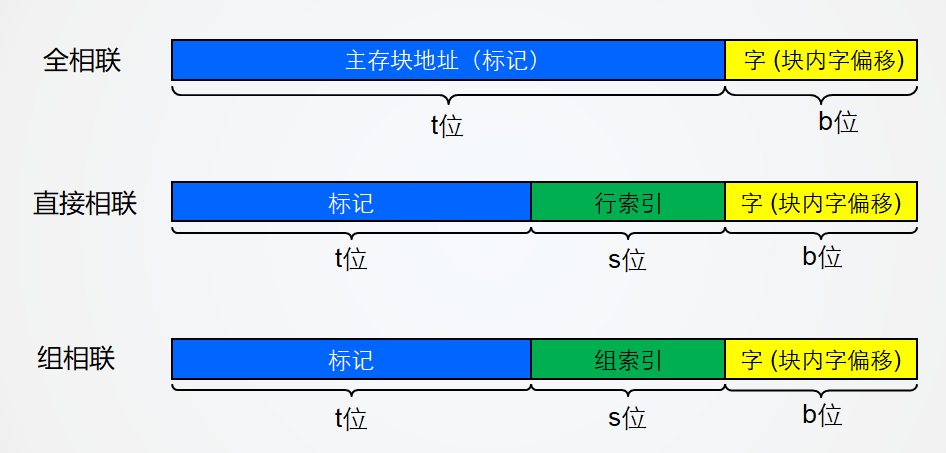 全相联 主存块地址（标记） 字 (块内字偏移)
t位 b位
直接相联 标记 行索引 字 (块内字偏移)
t位 s位 b位
组相联 标记 组索引 字 (块内字偏移)
t位 s位 b位